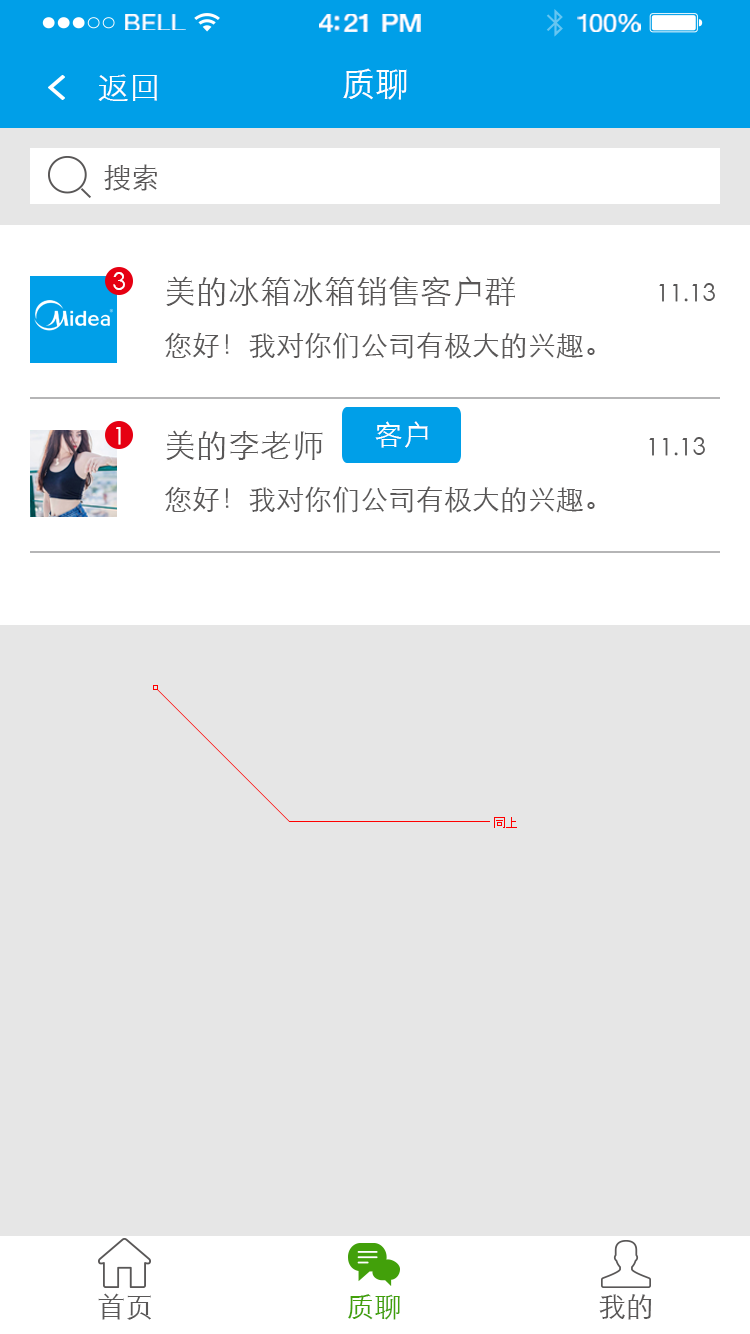 BELL 4:21 PM 100%
返回 质聊
搜索
3
美的冰箱冰箱销售客户群 11.13
Midea
您好！我对你们公司有极大的兴趣。
1
美的李老师 客户 11.13
您好！我对你们公司有极大的兴趣。
同上
首页 质聊 我的